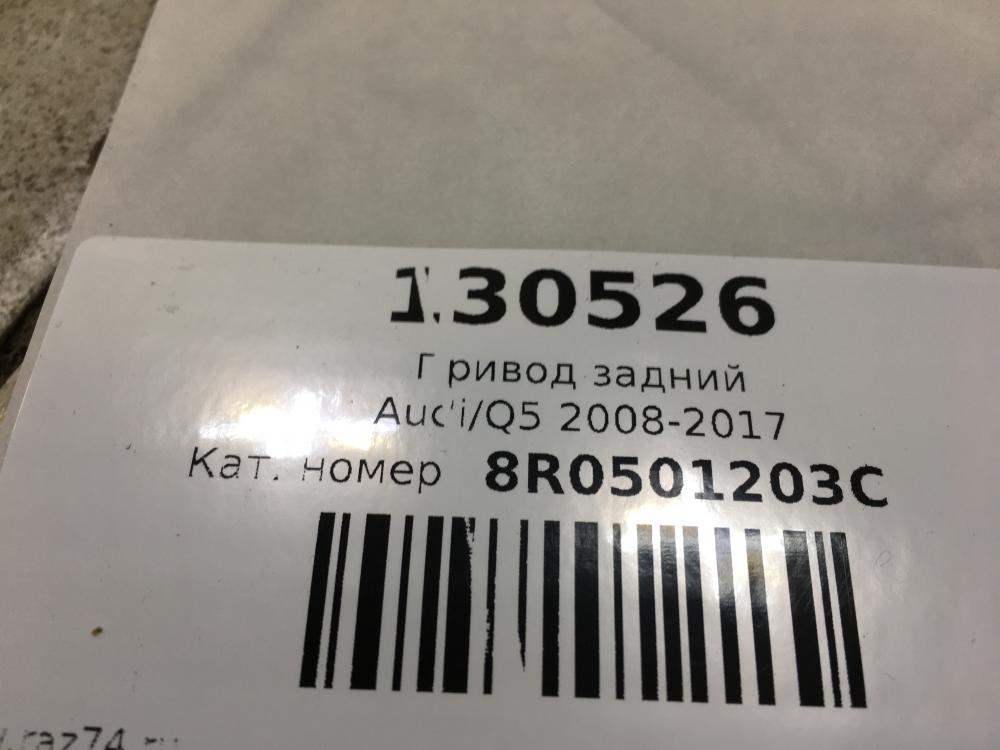 130526
Привод задний
Audi/Q5 2008-2017
Кат. номер 8R0501203C